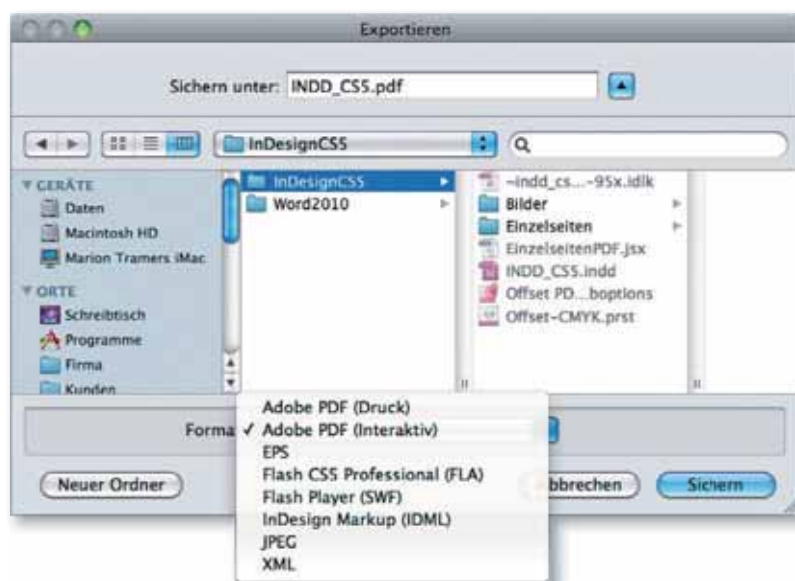 Exportieren
Sichern unter: INDD_CS5.pdf
InDesignCS5
GERÄTE
Daten
Macintosh HD
Marion Tramers iMac
ORTE
Schreibtisch
Programme
Firma
Kunden
InDesignCS5
Word2010
~indd_cs...~95x.idlk
Bilder
Einzelseiten
EinzelseitenPDF.jsx
INDD_CS5.indd
Offset PD...boptions
Offset-CMYK.prst
Forma
Adobe PDF (Druck)
✓ Adobe PDF (Interaktiv)
EPS
Flash CS5 Professional (FLA)
Flash Player (SWF)
InDesign Markup (IDML)
JPEG
XML
Neuer Ordner
bbrechen
Sichern